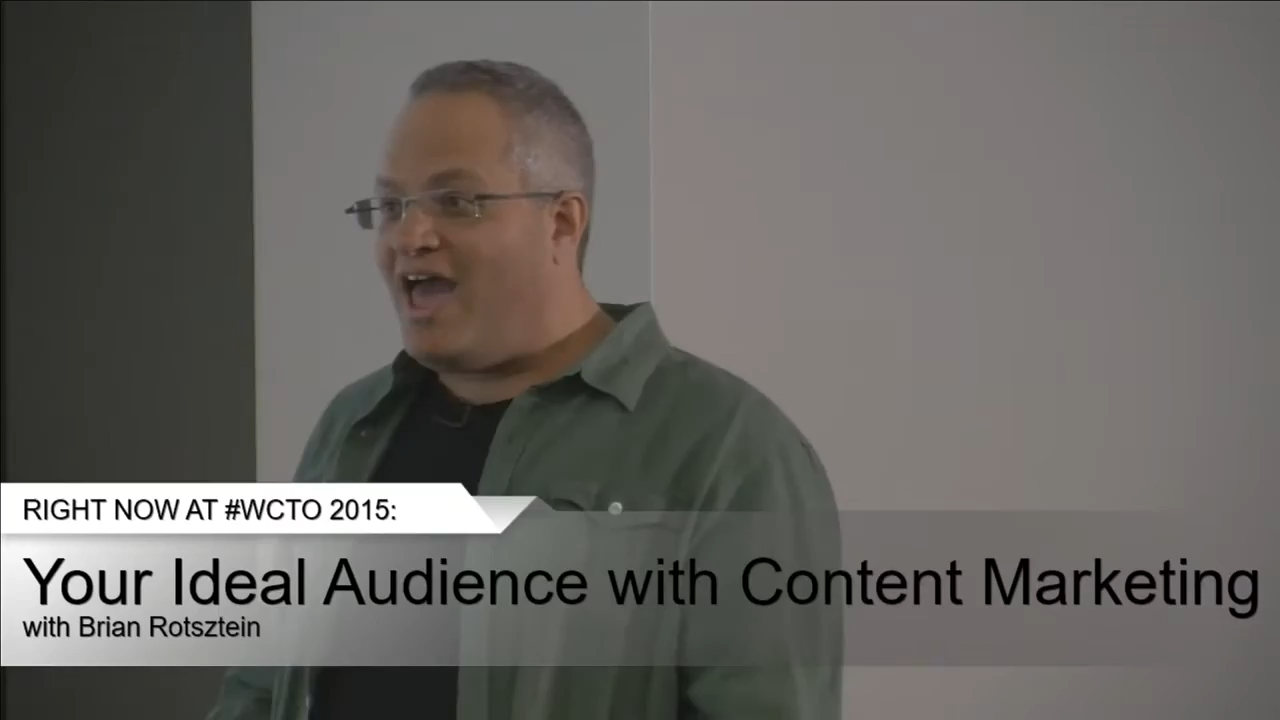 RIGHT NOW AT #WCTO 2015:
Your Ideal Audience with Content Marketing
with Brian Rotsztein